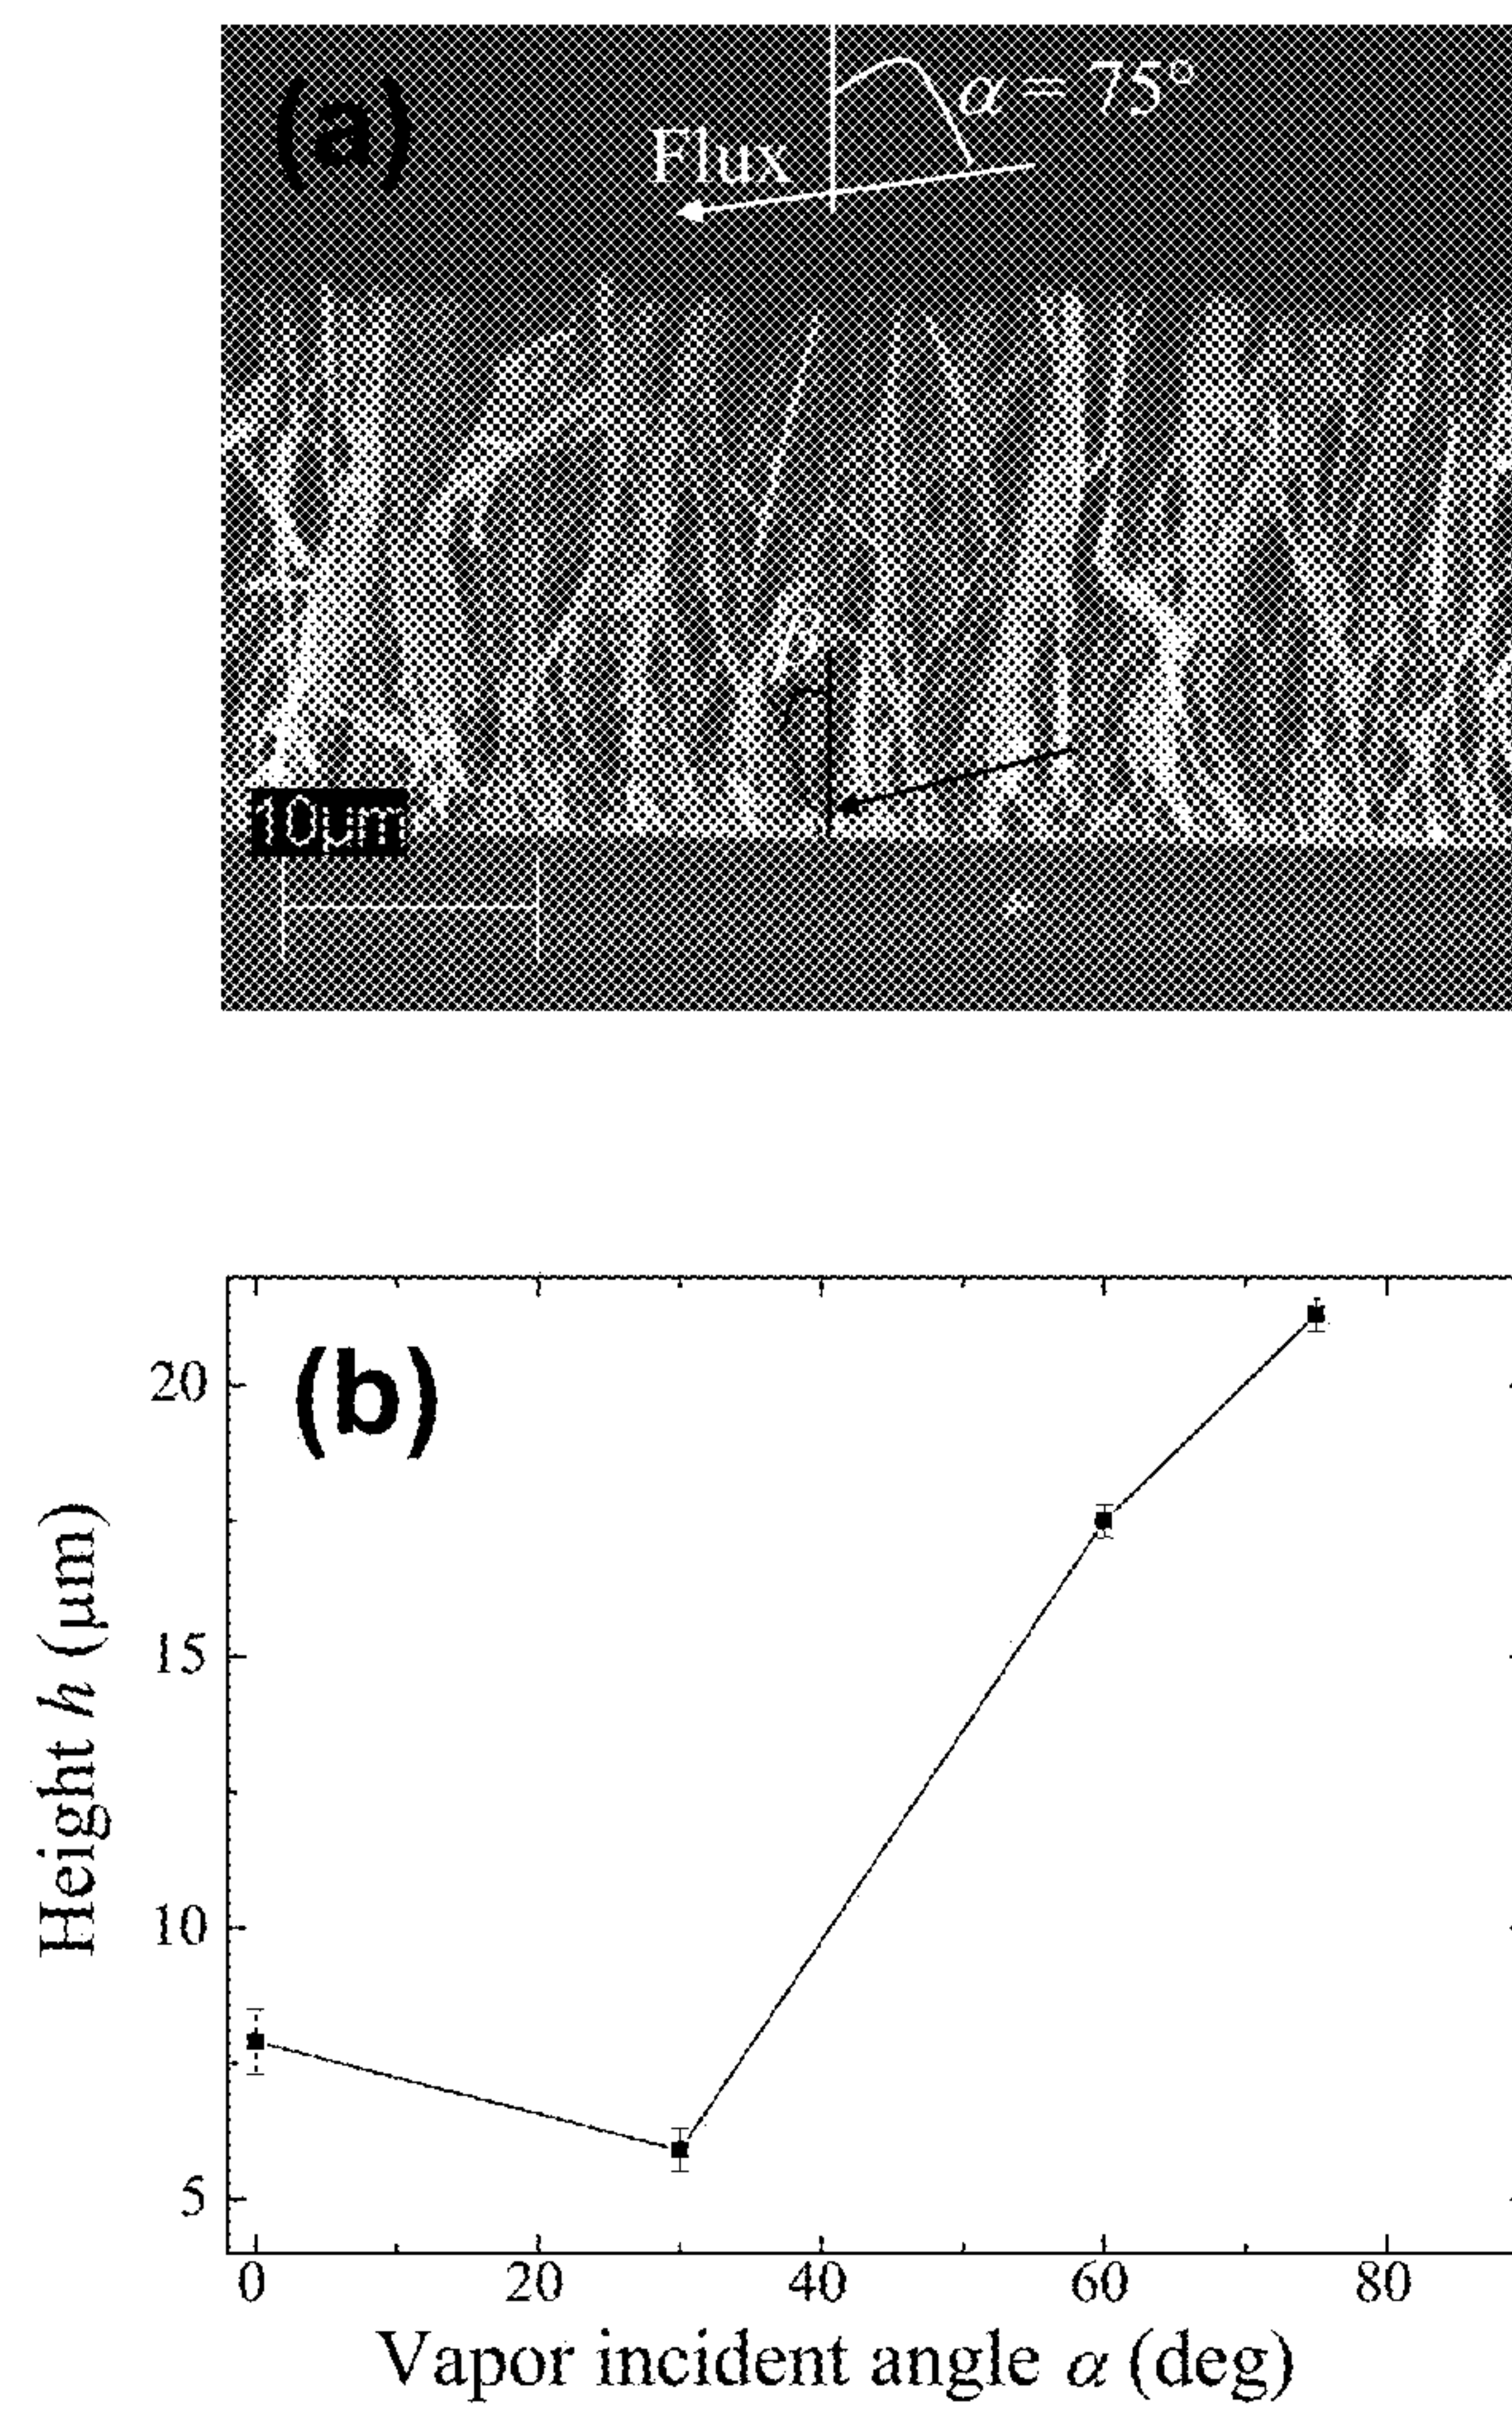 (a)
α = 75°
Flux
β
10μm
(b)
20
15
10
5
Height h (μm)
0 20 40 60 80
Vapor incident angle α (deg)